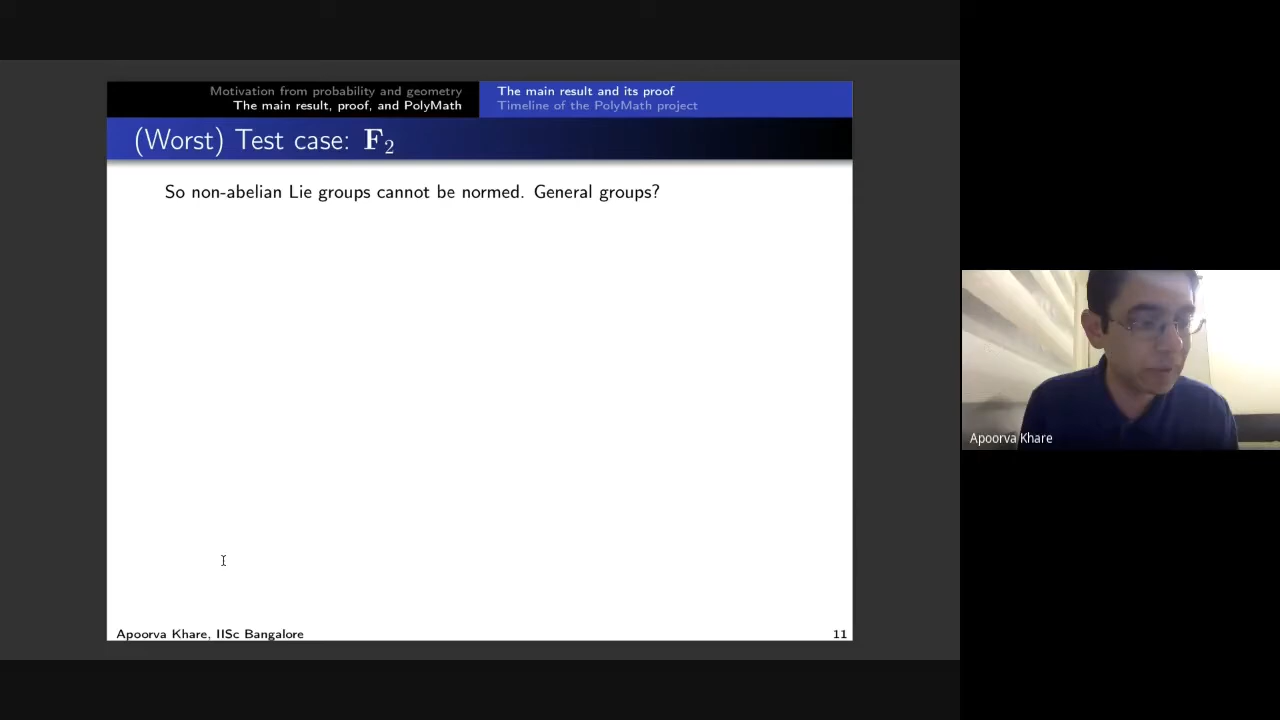 Motivation from probability and geometry
The main result, proof, and PolyMath
The main result and its proof
Timeline of the PolyMath project
(Worst) Test case: F₂
So non-abelian Lie groups cannot be normed. General groups?
Apoorva Khare
Apoorva Khare, IISc Bangalore
11